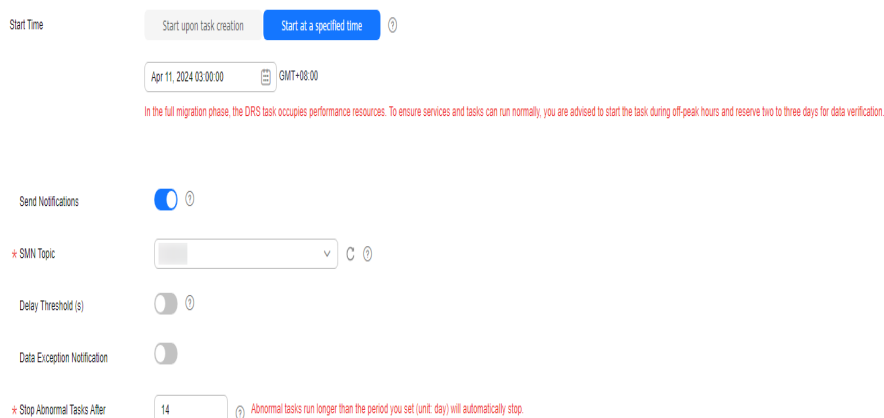 Start Time
Start upon task creation
Start at a specified time
Apr 11, 2024 03:00:00
GMT+08:00
In the full migration phase, the DRS task occupies performance resources. To ensure services and tasks can run normally, you are advised to start the task during off-peak hours and reserve two to three days for data verification.
Send Notifications
* SMN Topic
Delay Threshold (s)
Data Exception Notification
* Stop Abnormal Tasks After
14
Abnormal tasks run longer than the period you set (unit: day) will automatically stop.